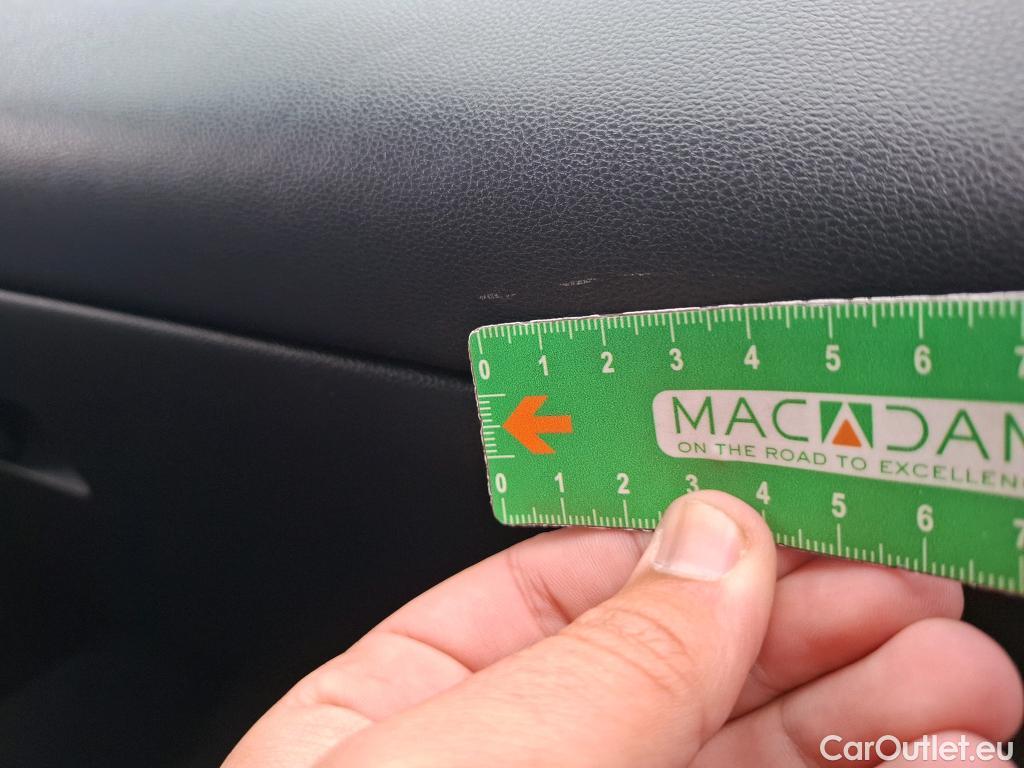 0 1 2 3 4 5 6 7
MACADAM
ON THE ROAD TO EXCELLEN
0 1 2 3 4 5 6 7
CarOutlet.eu